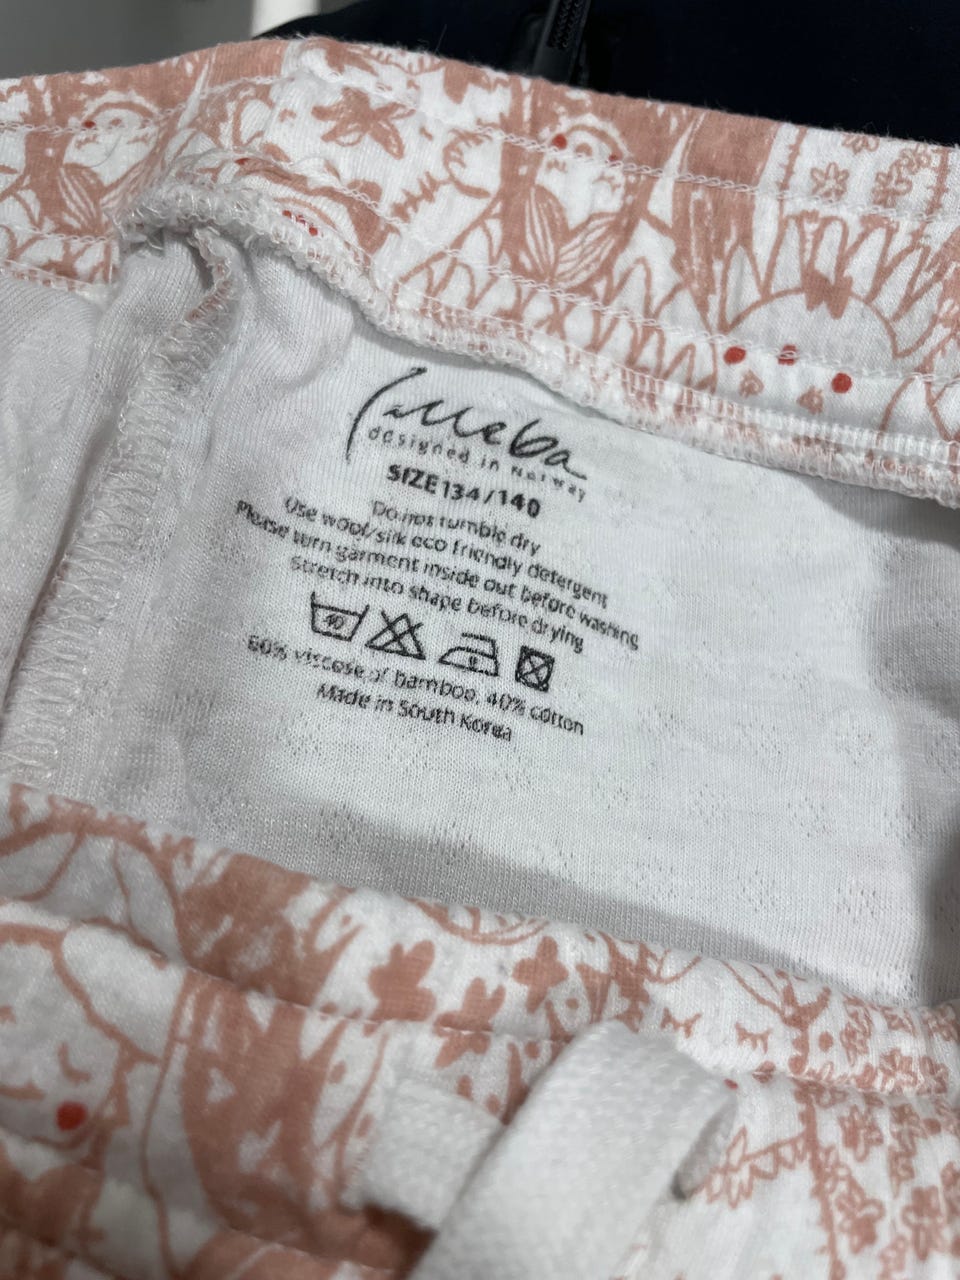 Lalleba
designed in Norway
SIZE 134/140
Do not tumble dry
Use wool/silk eco friendly detergent
Please turn garment inside out before washing
Stretch into shape before drying
40
60% viscose of bamboo, 40% cotton
Made in South Korea